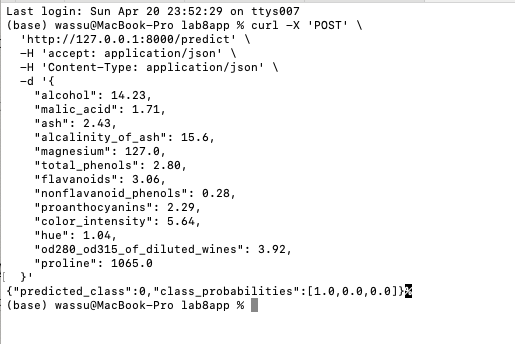 Last login: Sun Apr 20 23:52:29 on ttys007
(base) wassu@MacBook-Pro lab8app % curl -X 'POST' \
  'http://127.0.0.1:8000/predict' \
  -H 'accept: application/json' \
  -H 'Content-Type: application/json' \
  -d '{
    "alcohol": 14.23,
    "malic_acid": 1.71,
    "ash": 2.43,
    "alcalinity_of_ash": 15.6,
    "magnesium": 127.0,
    "total_phenols": 2.80,
    "flavanoids": 3.06,
    "nonflavanoid_phenols": 0.28,
    "proanthocyanins": 2.29,
    "color_intensity": 5.64,
    "hue": 1.04,
    "od280_od315_of_diluted_wines": 3.92,
    "proline": 1065.0
[ }'
{"predicted_class":0,"class_probabilities":[1.0,0.0,0.0]}%
(base) wassu@MacBook-Pro lab8app %